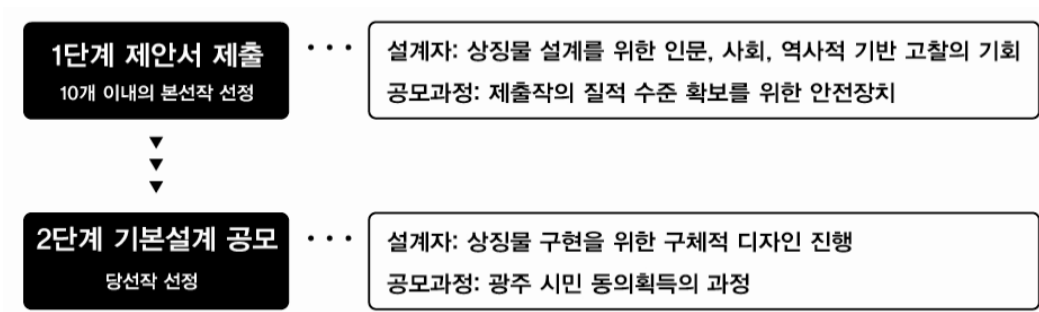 1단계 제안서 제출
10개 이내의 본선작 선정
설계자: 상징물 설계를 위한 인문, 사회, 역사적 기반 고찰의 기회
공모과정: 제출작의 질적 수준 확보를 위한 안전장치
2단계 기본설계 공모
당선작 선정
설계자: 상징물 구현을 위한 구체적 디자인 진행
공모과정: 광주 시민 동의획득의 과정